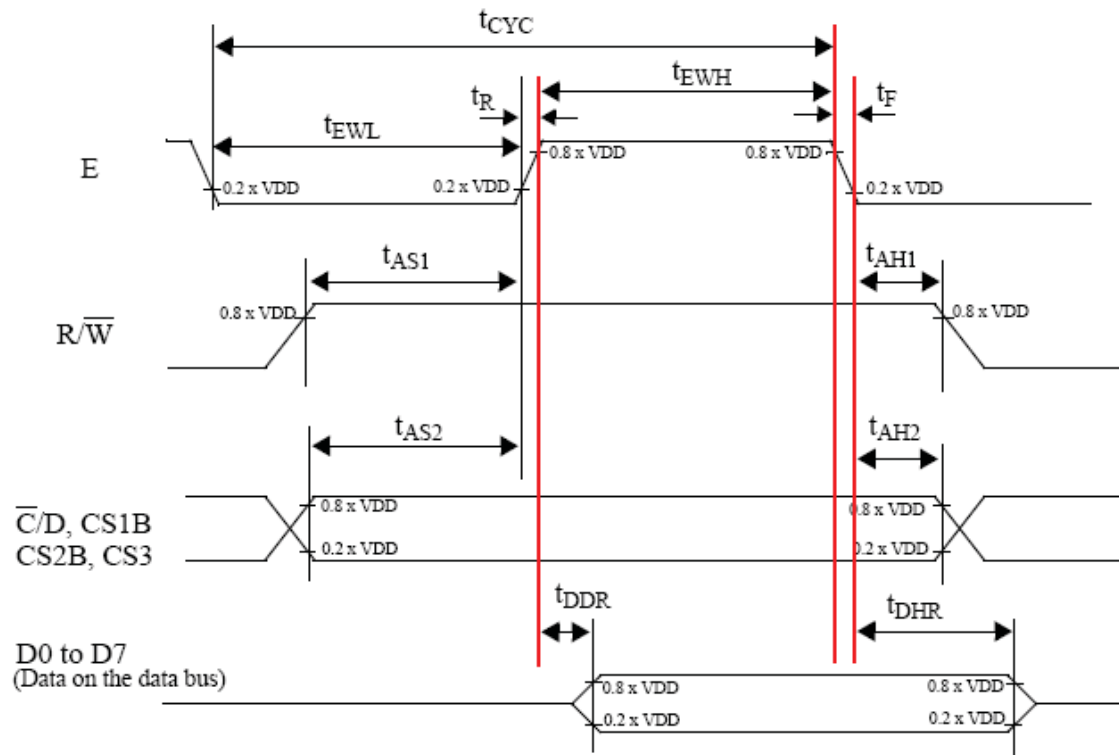 tCYC
tEWH
tR
tF
tEWL
E
0.8 x VDD 0.8 x VDD
0.2 x VDD 0.2 x VDD 0.2 x VDD
tAS1 tAH1
0.8 x VDD 0.8 x VDD
R/W̅
tAS2 tAH2
C̅/D, CS1B
CS2B, CS3
0.8 x VDD 0.8 x VDD
0.2 x VDD 0.2 x VDD
tDDR tDHR
D0 to D7
(Data on the data bus)
0.8 x VDD 0.8 x VDD
0.2 x VDD 0.2 x VDD